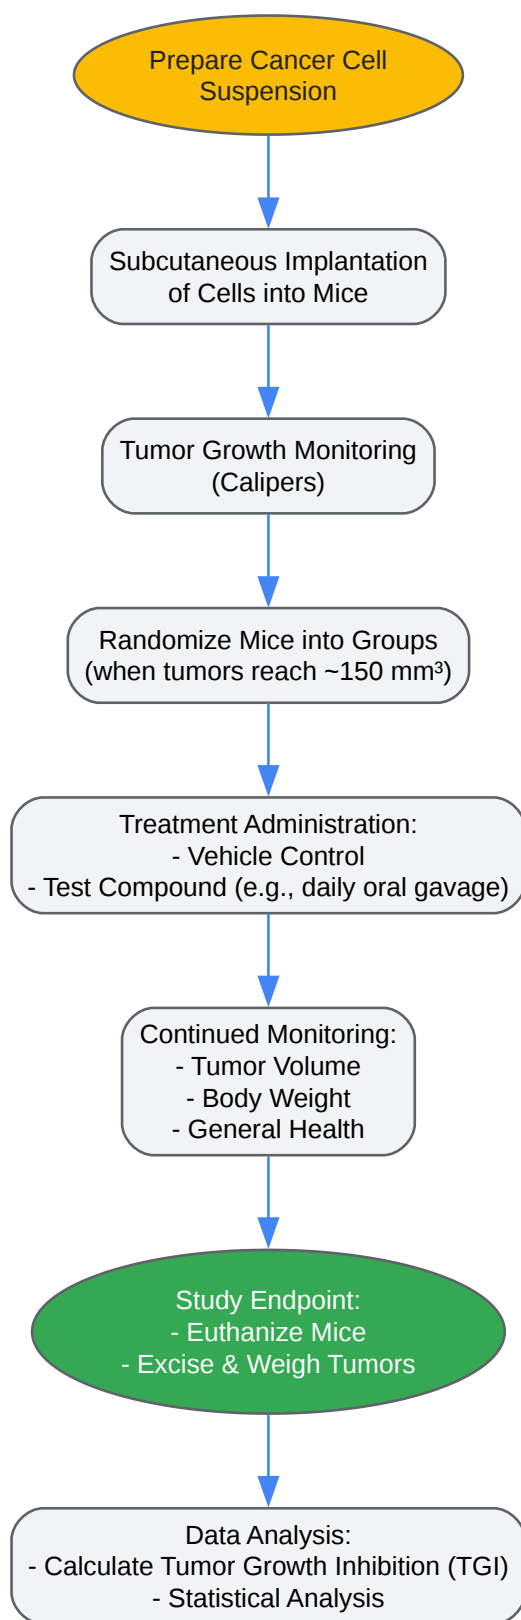 Prepare Cancer Cell
Suspension
Subcutaneous Implantation
of Cells into Mice
Tumor Growth Monitoring
(Calipers)
Randomize Mice into Groups
(when tumors reach ~150 mm³)
Treatment Administration:
- Vehicle Control
- Test Compound (e.g., daily oral gavage)
Continued Monitoring:
- Tumor Volume
- Body Weight
- General Health
Study Endpoint:
- Euthanize Mice
- Excise & Weigh Tumors
Data Analysis:
- Calculate Tumor Growth Inhibition (TGI)
- Statistical Analysis